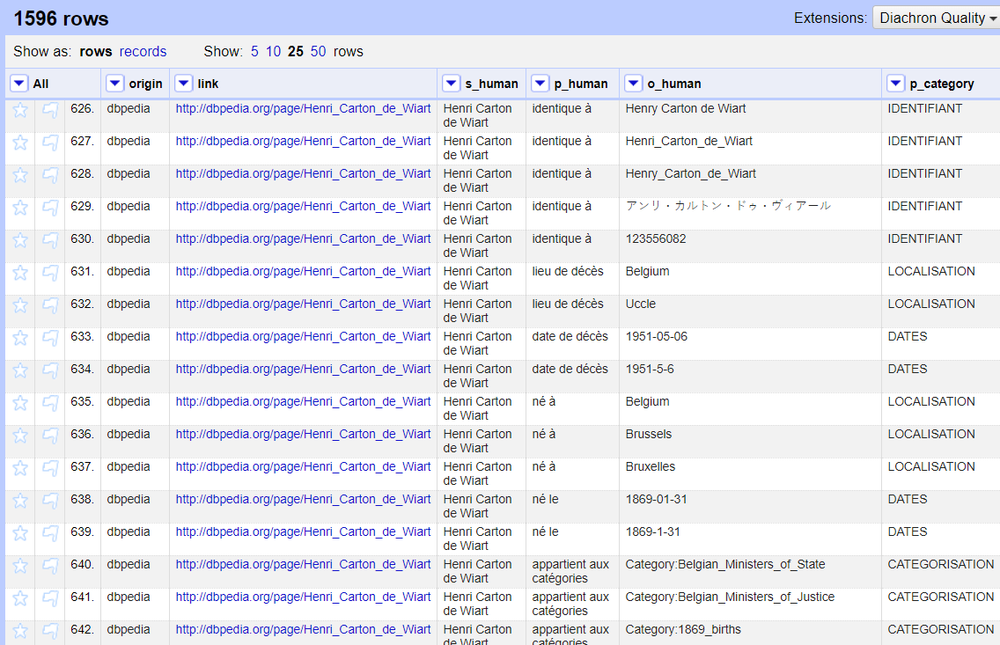 1596 rows
Extensions: Diachron Quality
Show as: rows records Show: 5 10 25 50 rows
All origin link s_human p_human o_human p_category
626. dbpedia http://dbpedia.org/page/Henri_Carton_de_Wiart Henri Carton de Wiart identique à Henry Carton de Wiart IDENTIFIANT
627. dbpedia http://dbpedia.org/page/Henri_Carton_de_Wiart Henri Carton de Wiart identique à Henri_Carton_de_Wiart IDENTIFIANT
628. dbpedia http://dbpedia.org/page/Henri_Carton_de_Wiart Henri Carton de Wiart identique à Henry_Carton_de_Wiart IDENTIFIANT
629. dbpedia http://dbpedia.org/page/Henri_Carton_de_Wiart Henri Carton de Wiart identique à アンリ・カルトン・ドゥ・ヴィアール IDENTIFIANT
630. dbpedia http://dbpedia.org/page/Henri_Carton_de_Wiart Henri Carton de Wiart identique à 123556082 IDENTIFIANT
631. dbpedia http://dbpedia.org/page/Henri_Carton_de_Wiart Henri Carton de Wiart lieu de décès Belgium LOCALISATION
632. dbpedia http://dbpedia.org/page/Henri_Carton_de_Wiart Henri Carton de Wiart lieu de décès Uccle LOCALISATION
633. dbpedia http://dbpedia.org/page/Henri_Carton_de_Wiart Henri Carton de Wiart date de décès 1951-05-06 DATES
634. dbpedia http://dbpedia.org/page/Henri_Carton_de_Wiart Henri Carton de Wiart date de décès 1951-5-6 DATES
635. dbpedia http://dbpedia.org/page/Henri_Carton_de_Wiart Henri Carton de Wiart né à Belgium LOCALISATION
636. dbpedia http://dbpedia.org/page/Henri_Carton_de_Wiart Henri Carton de Wiart né à Brussels LOCALISATION
637. dbpedia http://dbpedia.org/page/Henri_Carton_de_Wiart Henri Carton de Wiart né à Bruxelles LOCALISATION
638. dbpedia http://dbpedia.org/page/Henri_Carton_de_Wiart Henri Carton de Wiart né le 1869-01-31 DATES
639. dbpedia http://dbpedia.org/page/Henri_Carton_de_Wiart Henri Carton de Wiart né le 1869-1-31 DATES
640. dbpedia http://dbpedia.org/page/Henri_Carton_de_Wiart Henri Carton de Wiart appartient aux catégories Category:Belgian_Ministers_of_State CATEGORISATION
641. dbpedia http://dbpedia.org/page/Henri_Carton_de_Wiart Henri Carton de Wiart appartient aux catégories Category:Belgian_Ministers_of_Justice CATEGORISATION
642. dbpedia http://dbpedia.org/page/Henri_Carton_de_Wiart Henri Carton de Wiart appartient aux catégories Category:1869_births CATEGORISATION